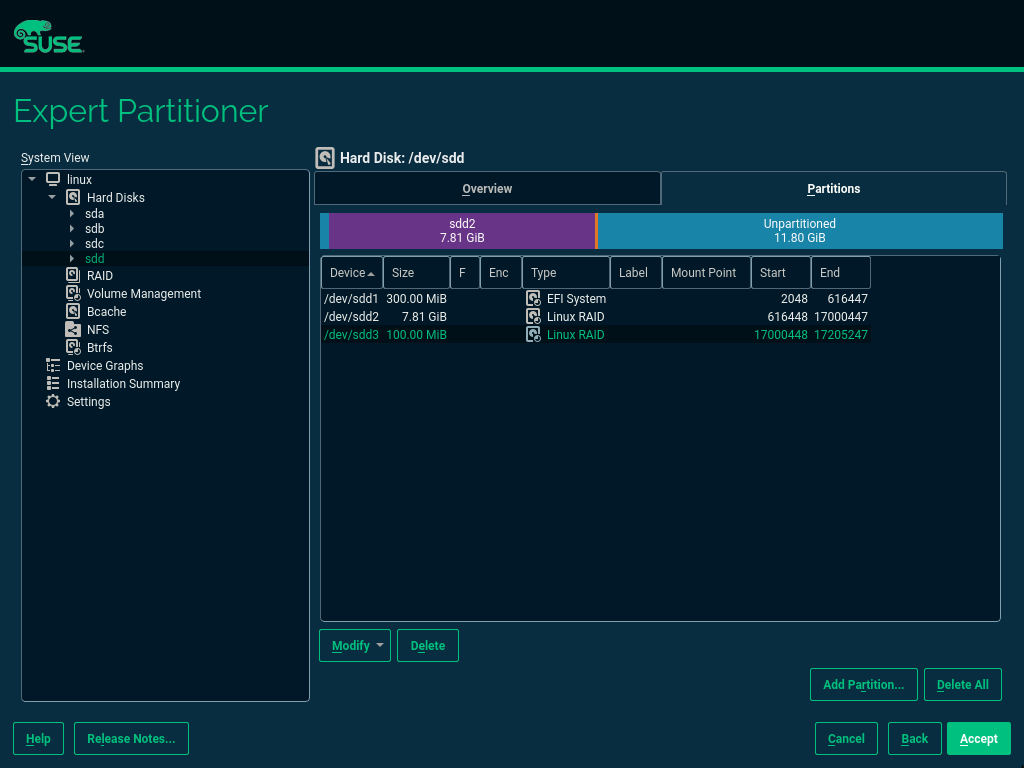 SUSE
Expert Partitioner
System View
linux
Hard Disks
sda
sdb
sdc
sdd
RAID
Volume Management
Bcache
NFS
Btrfs
Device Graphs
Installation Summary
Settings
Hard Disk: /dev/sdd
Overview Partitions
sdd2 Unpartitioned
7.81 GiB 11.80 GiB
Device Size F Enc Type Label Mount Point Start End
/dev/sdd1 300.00 MiB EFI System 2048 616447
/dev/sdd2 7.81 GiB Linux RAID 616448 17000447
/dev/sdd3 100.00 MiB Linux RAID 17000448 17205247
Modify Delete
Add Partition... Delete All
Help Release Notes... Cancel Back Accept